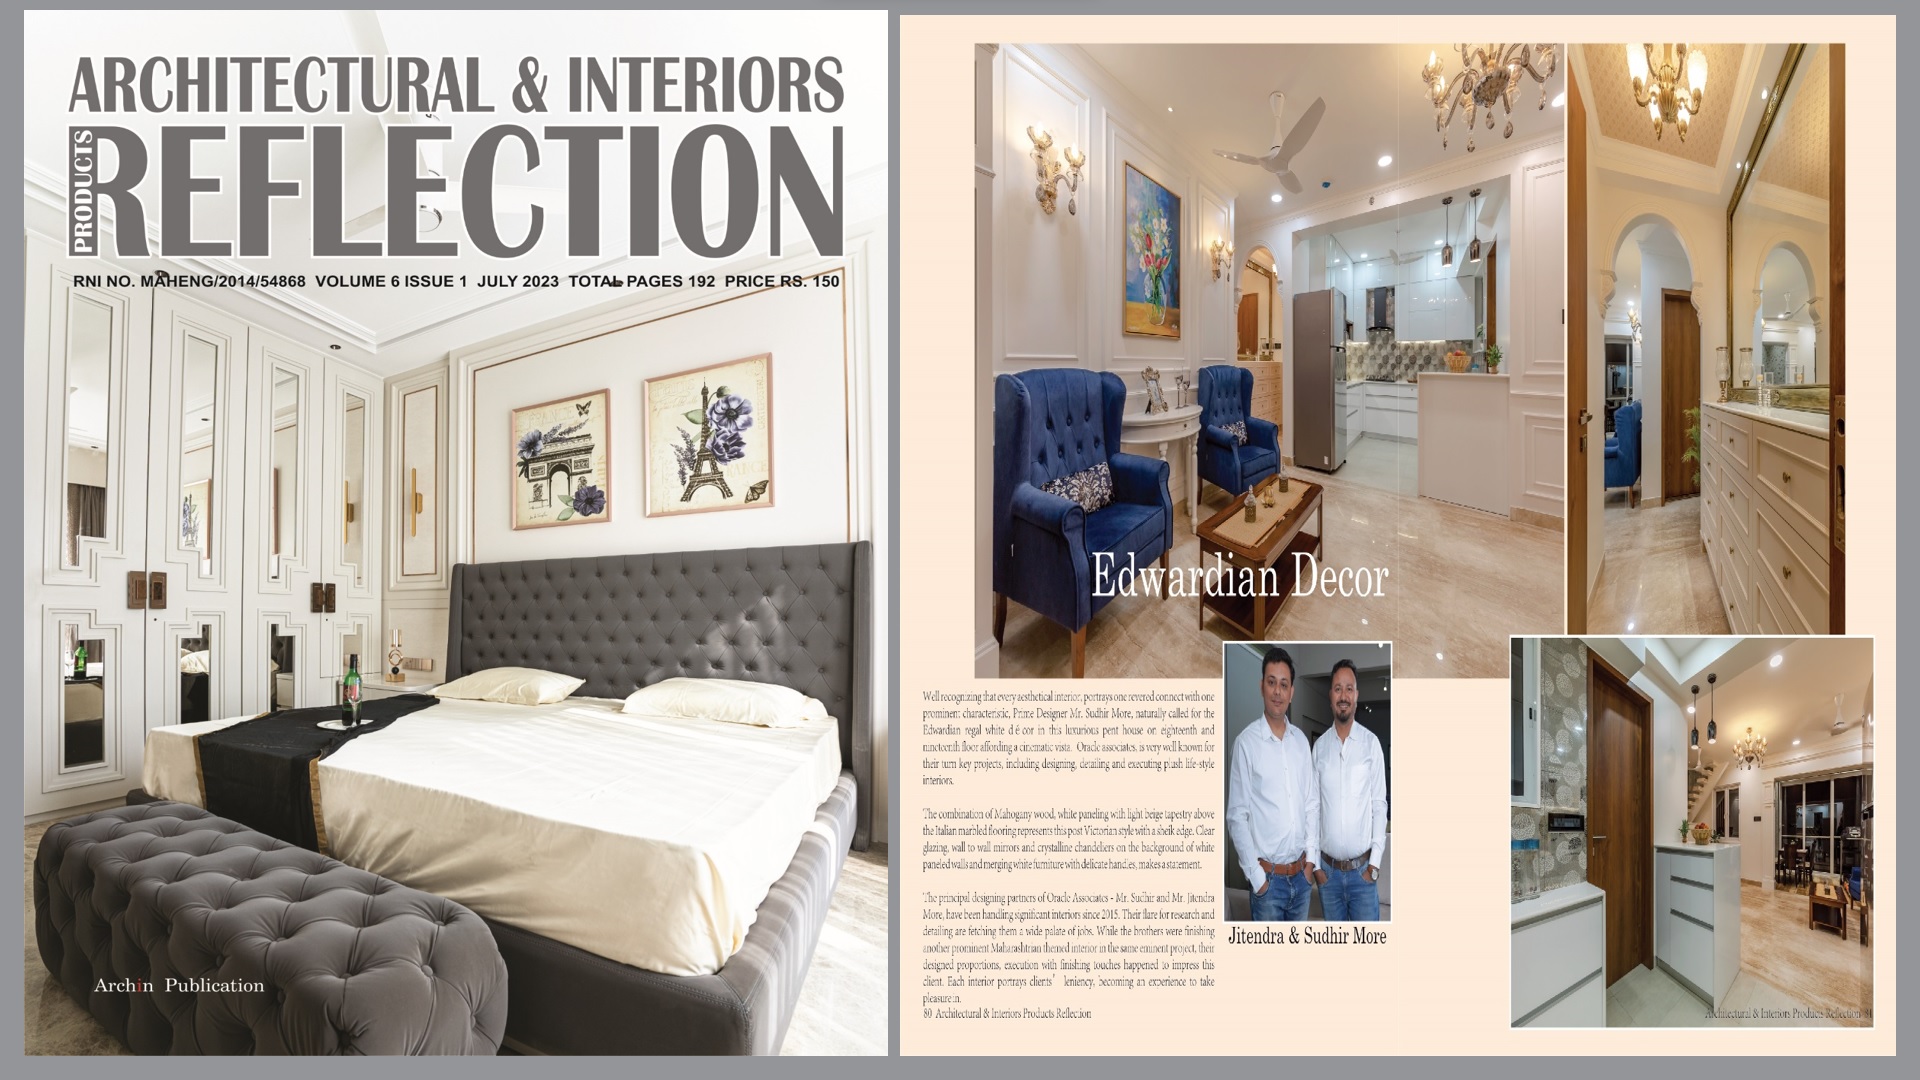 ARCHITECTURAL & INTERIORS
PRODUCTS
REFLECTION
RNI NO. MAHENG/2014/54868 VOLUME 6 ISSUE 1 JULY 2023 TOTAL PAGES 192 PRICE RS. 150
FRANCE
Archin Publication
Edwardian Decor
Well recognizing that every aesthetical interior, portrays one revered connect with one
prominent characteristic, Prime Designer Mr. Sudhir More, naturally called for the
Edwardian regal white décor in this luxurious pent house on eighteenth and
nineteenth floor affording a cinematic vista. Oracle associates, is very well known for
their turn key projects, including designing, detailing and executing plush life-style
interiors.
The combination of Mahogany wood, white paneling with light beige tapestry above
the Italian marbled flooring represents this post Victorian style with a sheik edge. Clear
glazing, wall to wall mirrors and crystalline chandeliers on the background of white
paneled walls and merging white furniture with delicate handles, makes a statement.
The principal designing partners of Oracle Associates - Mr. Sudhir and Mr. Jitendra
More, have been handling significant interiors since 2015. Their flare for research and
detailing are fetching them a wide palate of jobs. While the brothers were finishing
another prominent Maharashtrian themed interior in the same eminent project, their
designed proportions, execution with finishing touches happened to impress this
client. Each interior portrays clients' leniency, becoming an experience to take
pleasure in.
80 Architectural & Interiors Products Reflection
Jitendra & Sudhir More
Architectural & Interiors Products Reflection 81